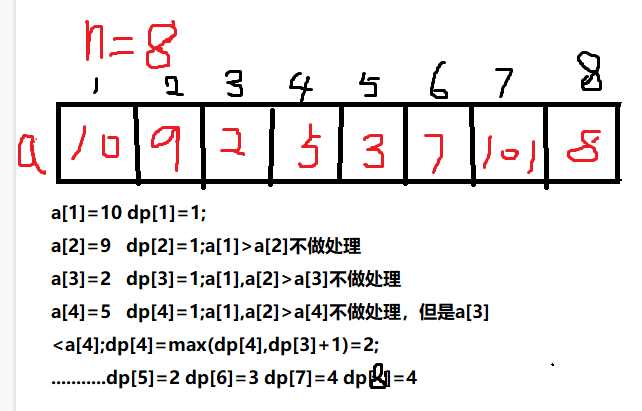 n=8
1 2 3 4 5 6 7 8
a 10 9 2 5 3 7 101 8
a[1]=10 dp[1]=1;
a[2]=9 dp[2]=1;a[1]>a[2]不做处理
a[3]=2 dp[3]=1;a[1],a[2]>a[3]不做处理
a[4]=5 dp[4]=1;a[1],a[2]>a[4]不做处理，但是a[3]
<a[4];dp[4]=max(dp[4],dp[3]+1)=2;
...........dp[5]=2 dp[6]=3 dp[7]=4 dp[8]=4